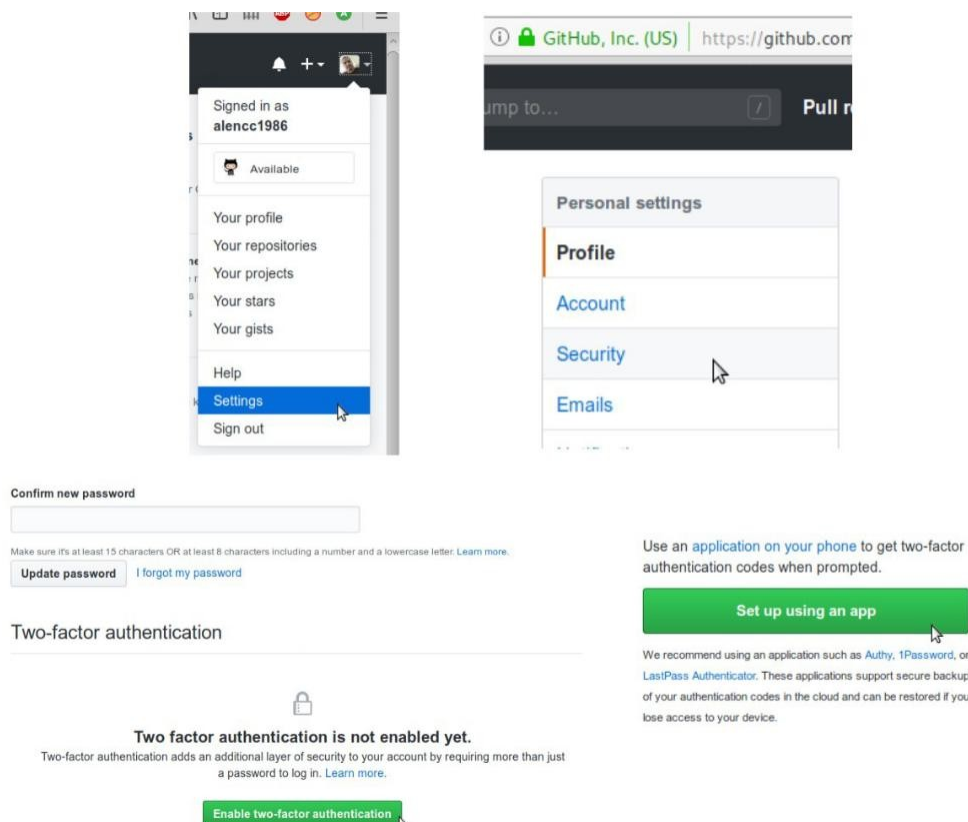 Signed in as
alencc1986
Available
Your profile
Your repositories
Your projects
Your stars
Your gists
Help
Settings
Sign out
GitHub, Inc. (US) https://github.com
ump to... / Pull r
Personal settings
Profile
Account
Security
Emails
Confirm new password
Make sure it's at least 15 characters OR at least 8 characters including a number and a lowercase letter. Learn more.
Update password I forgot my password
Two-factor authentication
Two factor authentication is not enabled yet.
Two-factor authentication adds an additional layer of security to your account by requiring more than just
a password to log in. Learn more.
Enable two-factor authentication
Use an application on your phone to get two-factor
authentication codes when prompted.
Set up using an app
We recommend using an application such as Authy, 1Password, or
LastPass Authenticator. These applications support secure backup
of your authentication codes in the cloud and can be restored if you
lose access to your device.